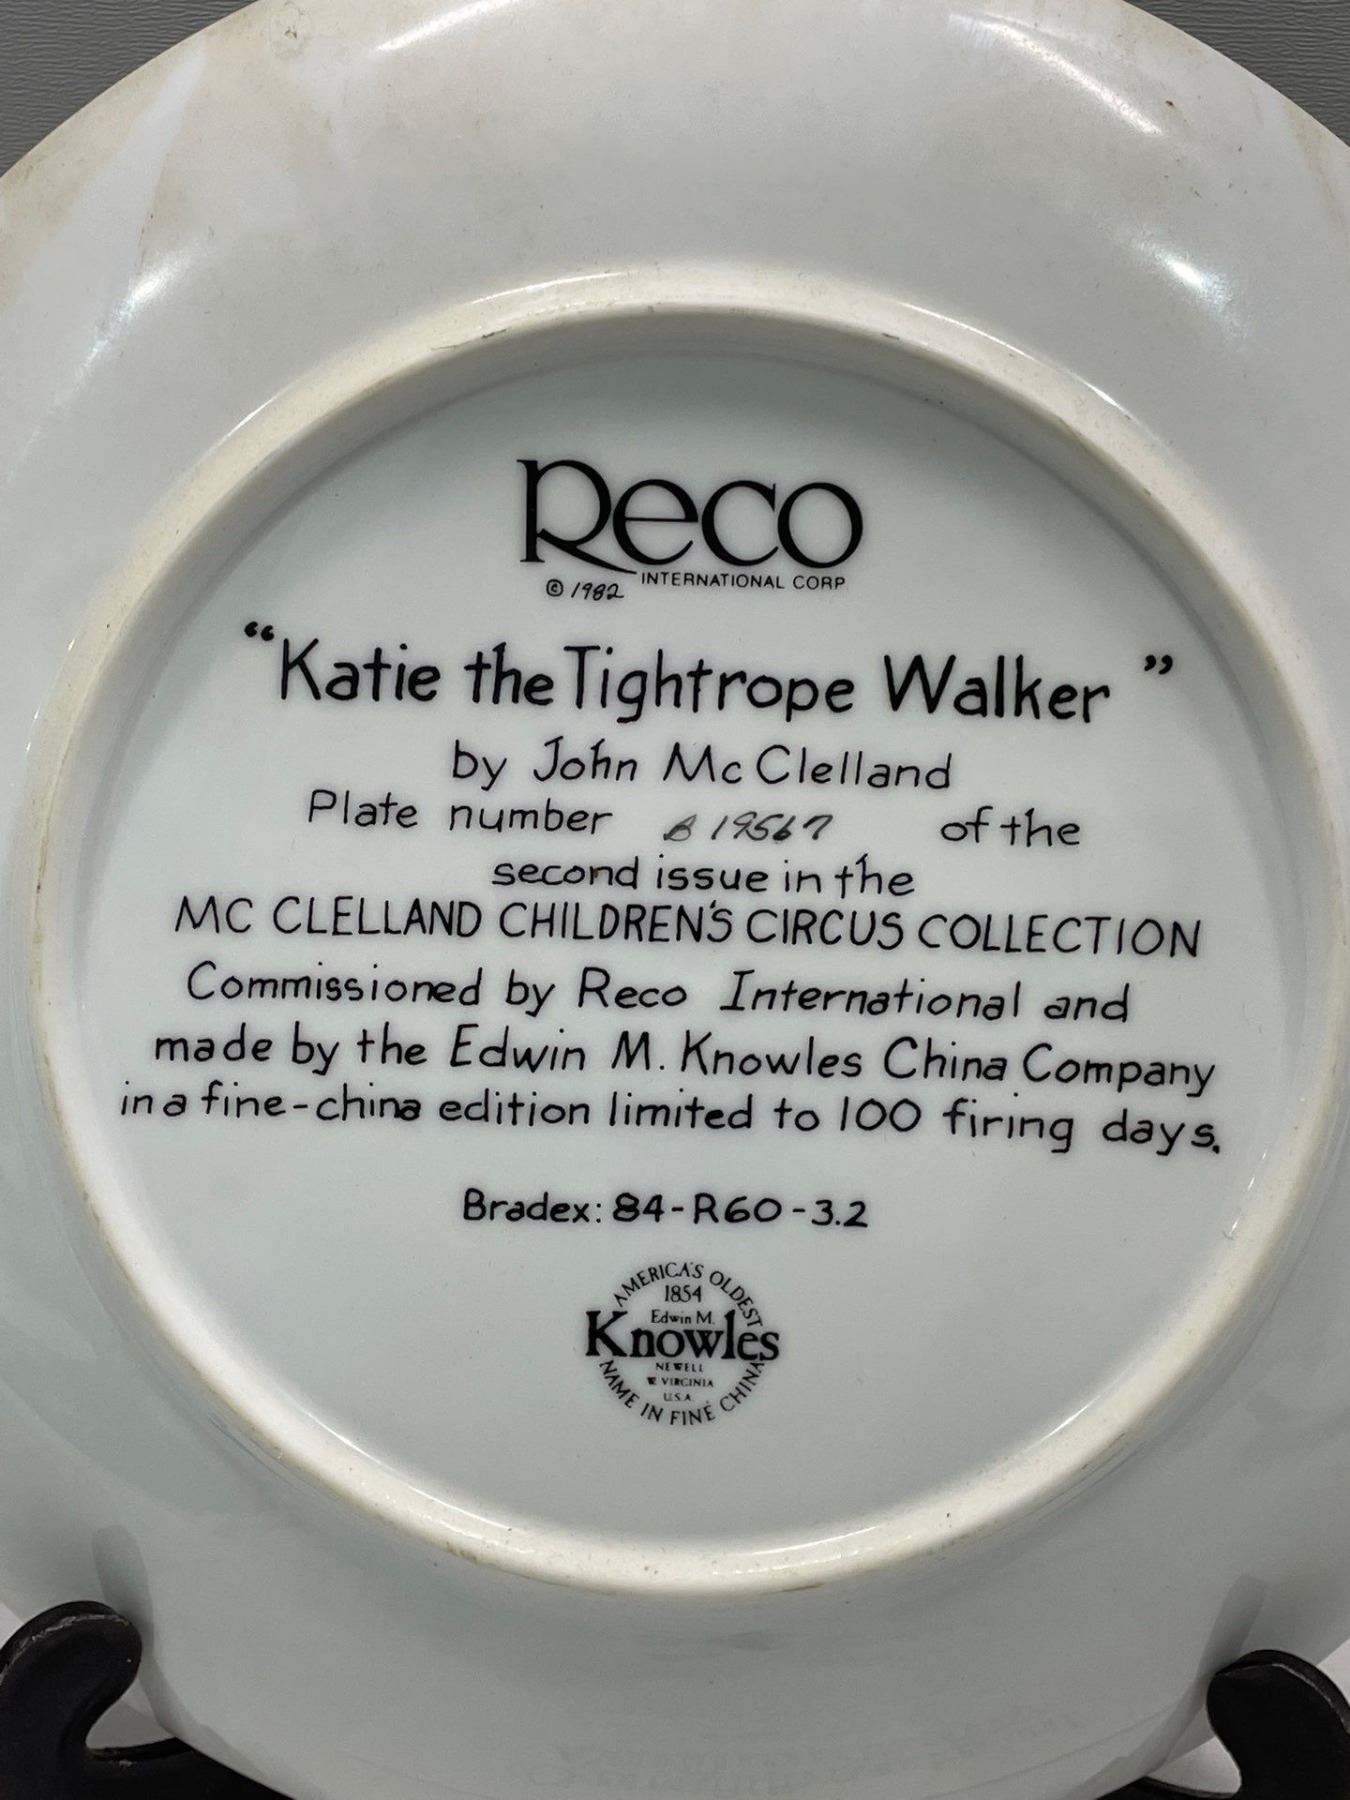 Reco
© 1982 INTERNATIONAL CORP
"Katie the Tightrope Walker"
by John McClelland
Plate number B 19567 of the
second issue in the
MC CLELLAND CHILDREN'S CIRCUS COLLECTION
Commissioned by Reco International and
made by the Edwin M. Knowles China Company
in a fine-china edition limited to 100 firing days.
Bradex: 84-R60-3.2
AMERICA'S OLDEST
1854
Edwin M.
Knowles
NEWELL
W VIRGINIA
U.S.A.
NAME IN FINE CHINA